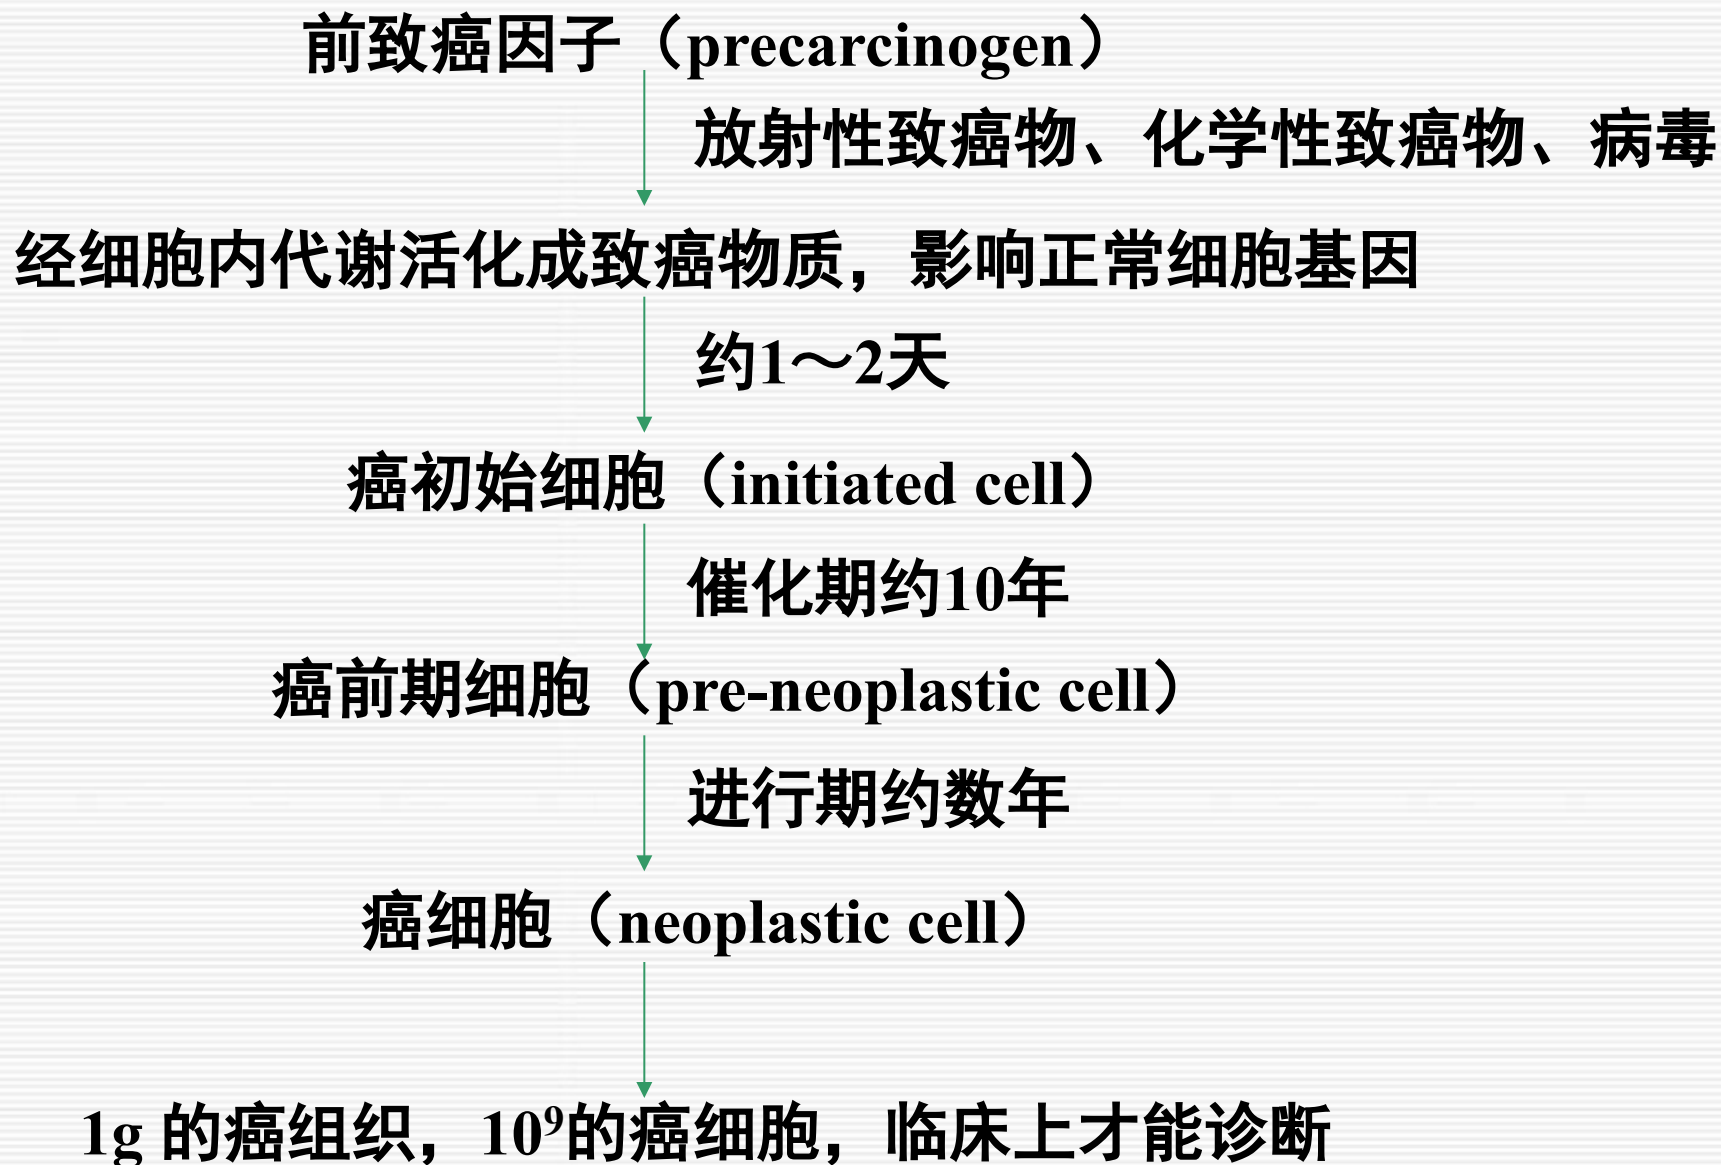 前致癌因子（precarcinogen）
放射性致癌物、化学性致癌物、病毒
经细胞内代谢活化成致癌物质，影响正常细胞基因
约1～2天
癌初始细胞（initiated cell）
催化期约10年
癌前期细胞（pre-neoplastic cell）
进行期约数年
癌细胞（neoplastic cell）
1g 的癌组织，10⁹的癌细胞，临床上才能诊断